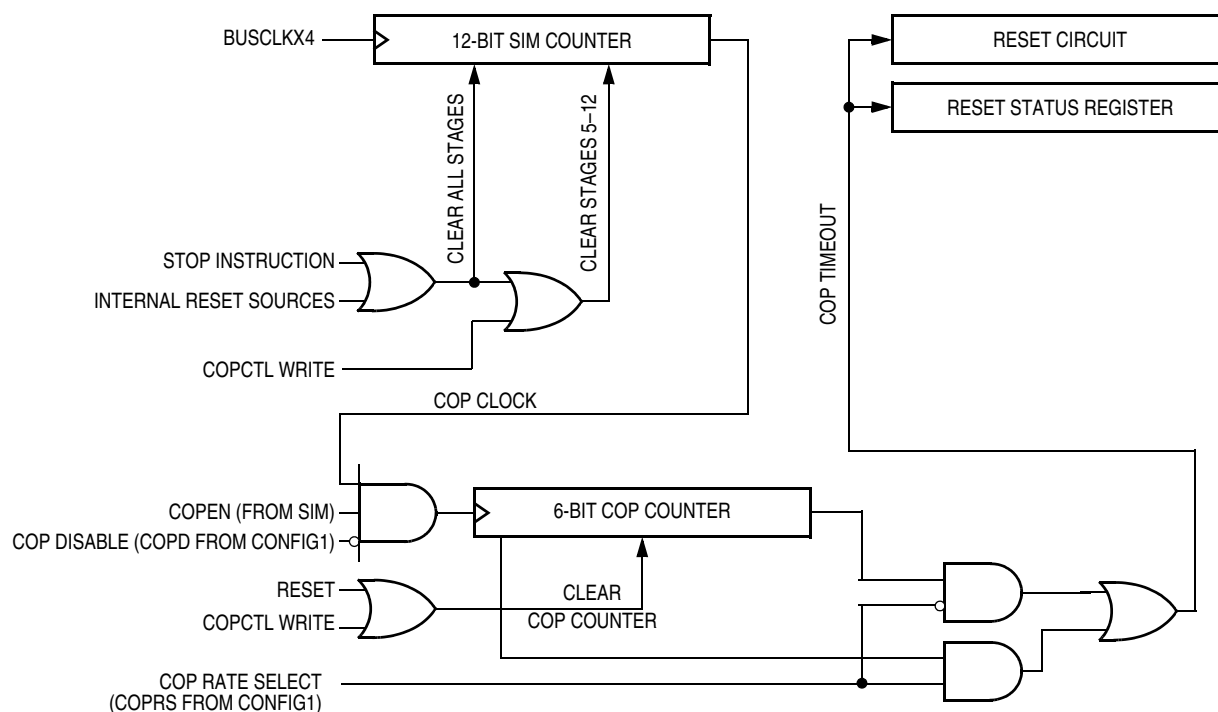 BUSCLKX4
12-BIT SIM COUNTER
RESET CIRCUIT
RESET STATUS REGISTER
CLEAR ALL STAGES
CLEAR STAGES 5–12
COP TIMEOUT
STOP INSTRUCTION
INTERNAL RESET SOURCES
COPCTL WRITE
COP CLOCK
COPEN (FROM SIM)
6-BIT COP COUNTER
COP DISABLE (COPD FROM CONFIG1)
RESET
CLEAR
COP COUNTER
COPCTL WRITE
COP RATE SELECT
(COPRS FROM CONFIG1)